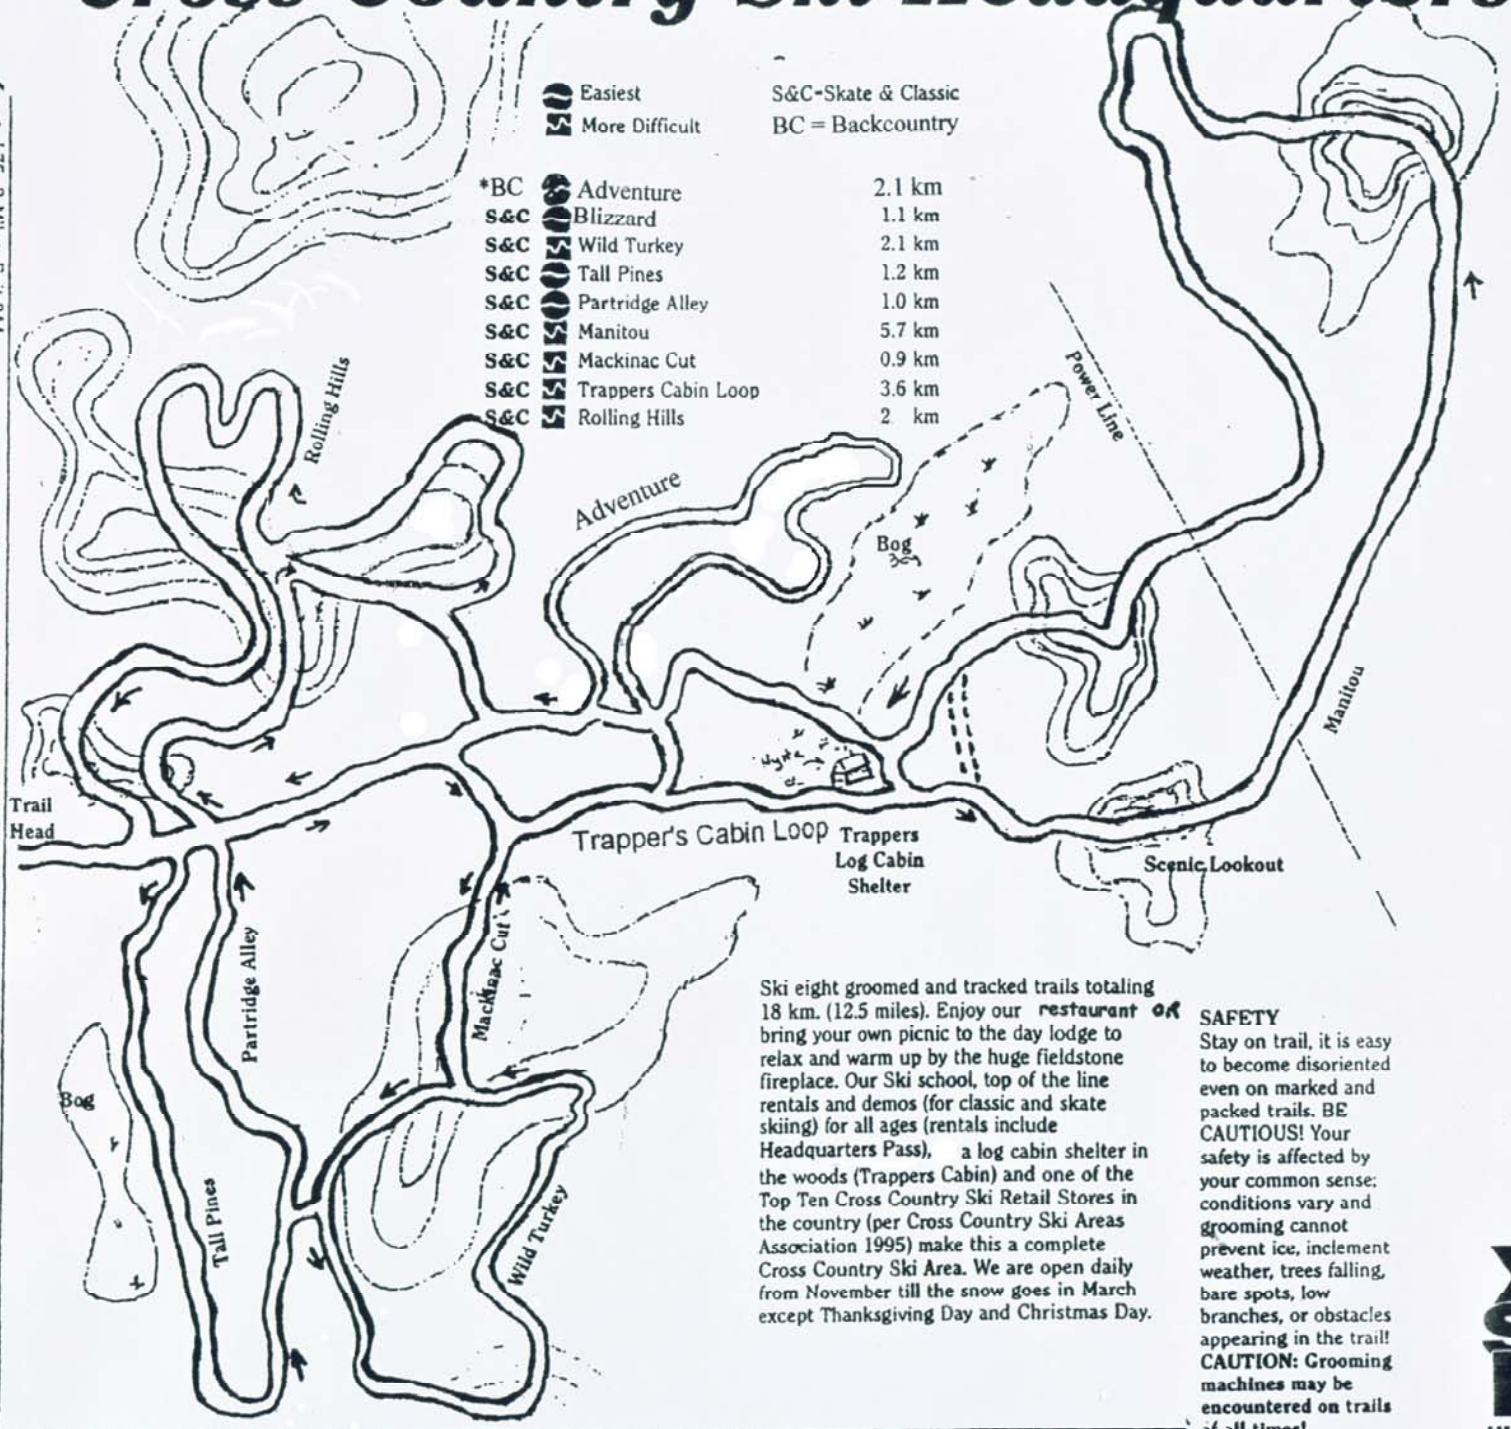 Cross Country Ski Headquarters
Easiest
More Difficult
S&C-Skate & Classic
BC = Backcountry
*BC Adventure 2.1 km
S&C Blizzard 1.1 km
S&C Wild Turkey 2.1 km
S&C Tall Pines 1.2 km
S&C Partridge Alley 1.0 km
S&C Manitou 5.7 km
S&C Mackinac Cut 0.9 km
S&C Trappers Cabin Loop 3.6 km
S&C Rolling Hills 2 km
Rolling Hills
Adventure
Power Line
Bog
Manitou
Trail
Head
Trapper's Cabin Loop
Trappers
Log Cabin
Shelter
Scenic Lookout
Partridge Alley
Mackinac Cut
Bog
Tall Pines
Wild Turkey
Ski eight groomed and tracked trails totaling
18 km. (12.5 miles). Enjoy our restaurant OR
bring your own picnic to the day lodge to
relax and warm up by the huge fieldstone
fireplace. Our Ski school, top of the line
rentals and demos (for classic and skate
skiing) for all ages (rentals include
Headquarters Pass), a log cabin shelter in
the woods (Trappers Cabin) and one of the
Top Ten Cross Country Ski Retail Stores in
the country (per Cross Country Ski Areas
Association 1995) make this a complete
Cross Country Ski Area. We are open daily
from November till the snow goes in March
except Thanksgiving Day and Christmas Day.
SAFETY
Stay on trail, it is easy
to become disoriented
even on marked and
packed trails. BE
CAUTIOUS! Your
safety is affected by
your common sense;
conditions vary and
grooming cannot
prevent ice, inclement
weather, trees falling,
bare spots, low
branches, or obstacles
appearing in the trail!
CAUTION: Grooming
machines may be
encountered on trails
at all times!